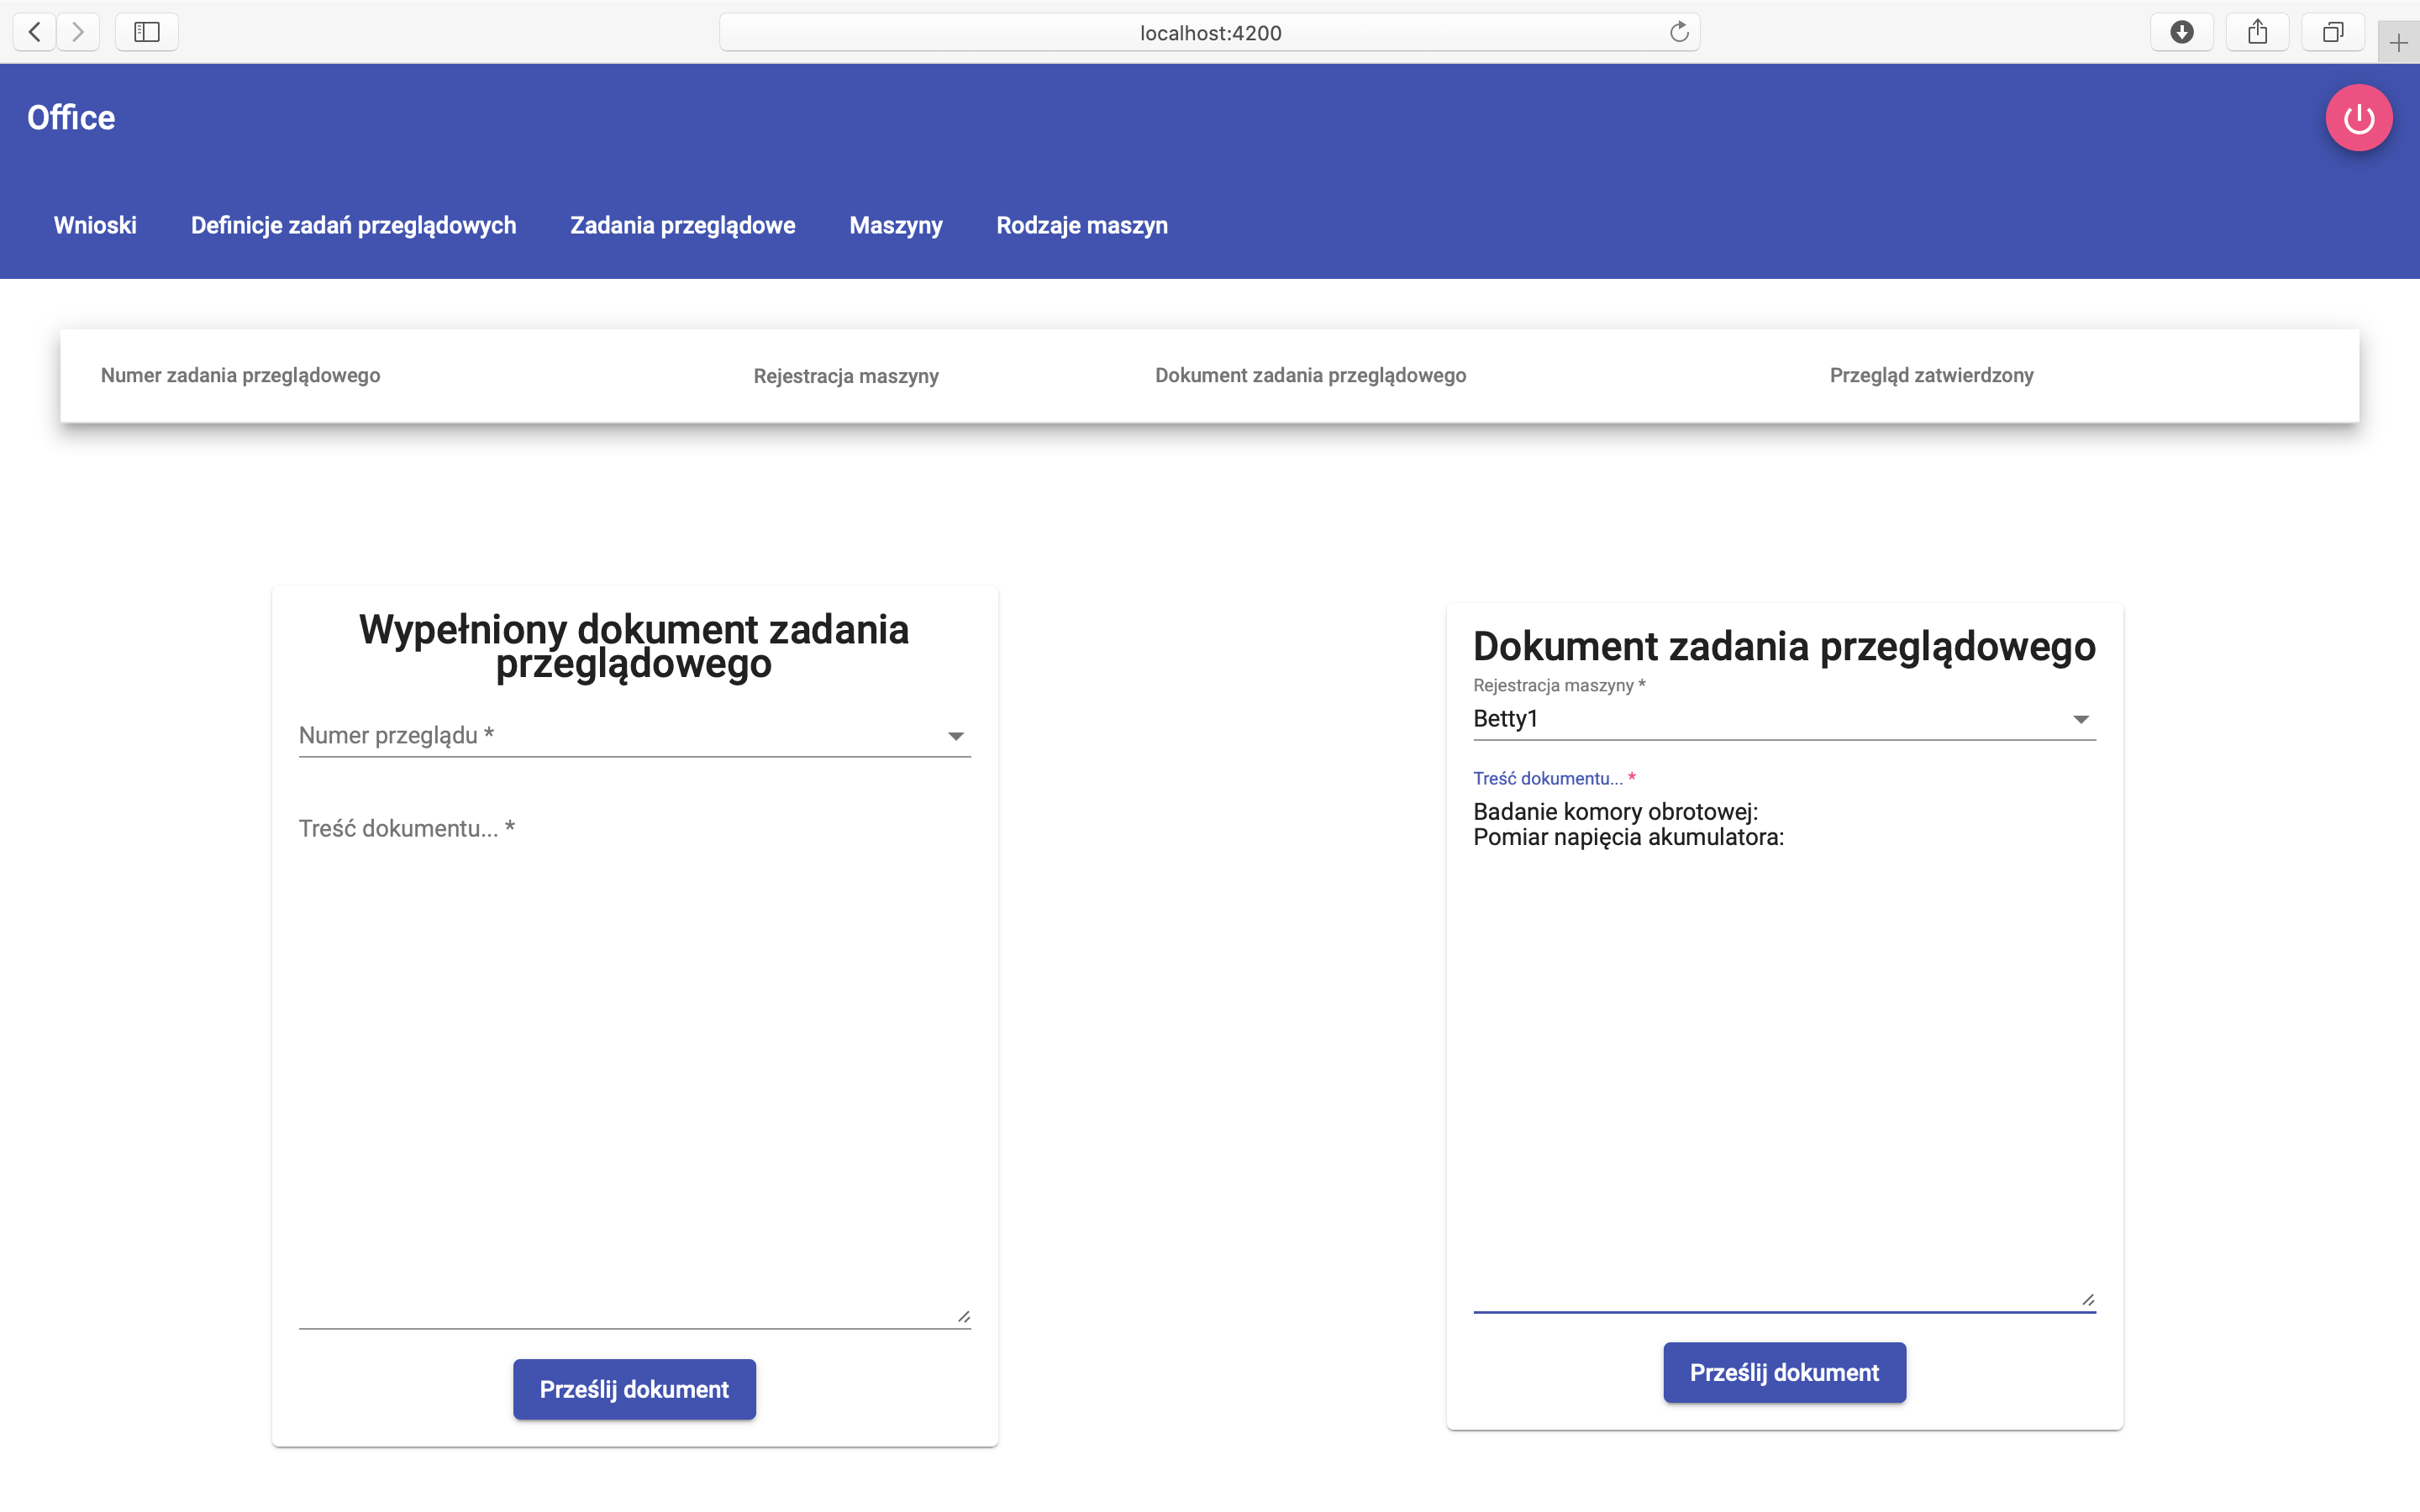 localhost:4200
Office
Wnioski Definicje zadań przeglądowych Zadania przeglądowe Maszyny Rodzaje maszyn
Numer zadania przeglądowego Rejestracja maszyny Dokument zadania przeglądowego Przegląd zatwierdzony
Wypełniony dokument zadania
przeglądowego
Numer przeglądu *
Treść dokumentu... *
Prześlij dokument
Dokument zadania przeglądowego
Rejestracja maszyny *
Betty1
Treść dokumentu... *
Badanie komory obrotowej:
Pomiar napięcia akumulatora:
Prześlij dokument